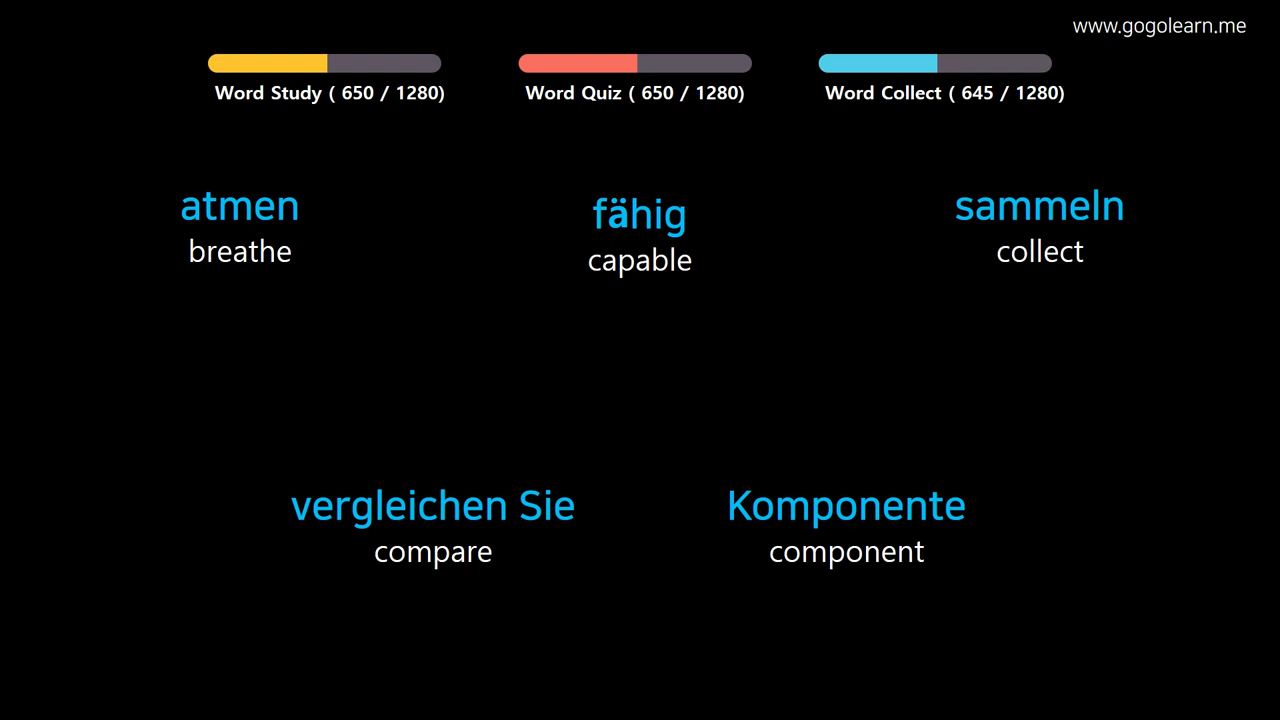 www.gogolearn.me
Word Study ( 650 / 1280)
Word Quiz ( 650 / 1280)
Word Collect ( 645 / 1280)
atmen
breathe
fähig
capable
sammeln
collect
vergleichen Sie
compare
Komponente
component